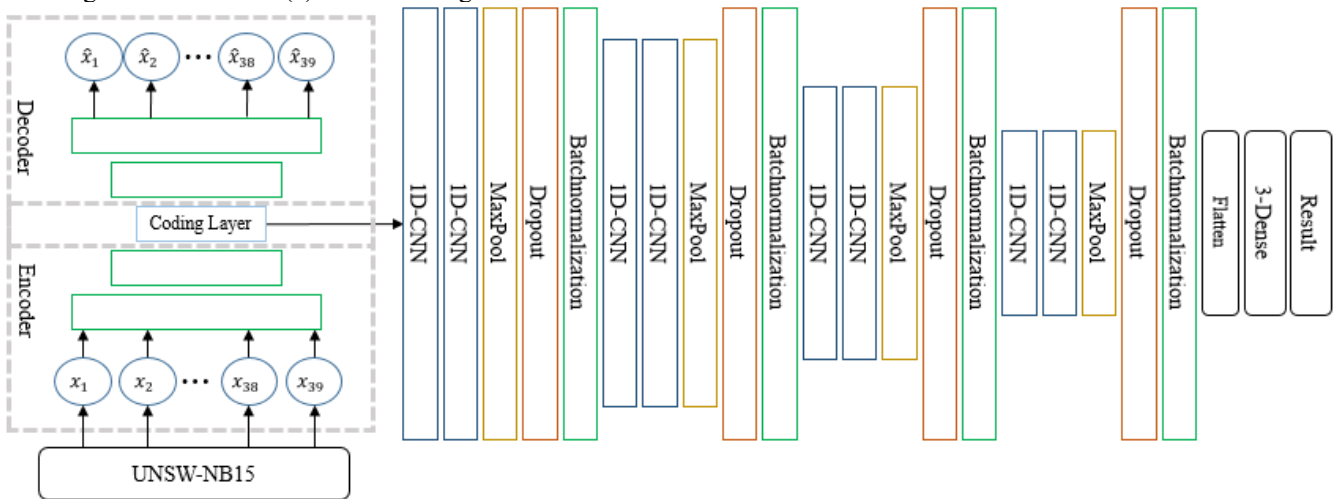 x̂₁ x̂₂ ··· x̂₃₈ x̂₃₉
Decoder
Coding Layer
Encoder
x₁ x₂ ··· x₃₈ x₃₉
UNSW-NB15
1D-CNN
1D-CNN
MaxPool
Dropout
Batchnormalization
1D-CNN
1D-CNN
MaxPool
Dropout
Batchnormalization
1D-CNN
1D-CNN
MaxPool
Dropout
Batchnormalization
1D-CNN
1D-CNN
MaxPool
Dropout
Batchnormalization
Flatten
3-Dense
Result